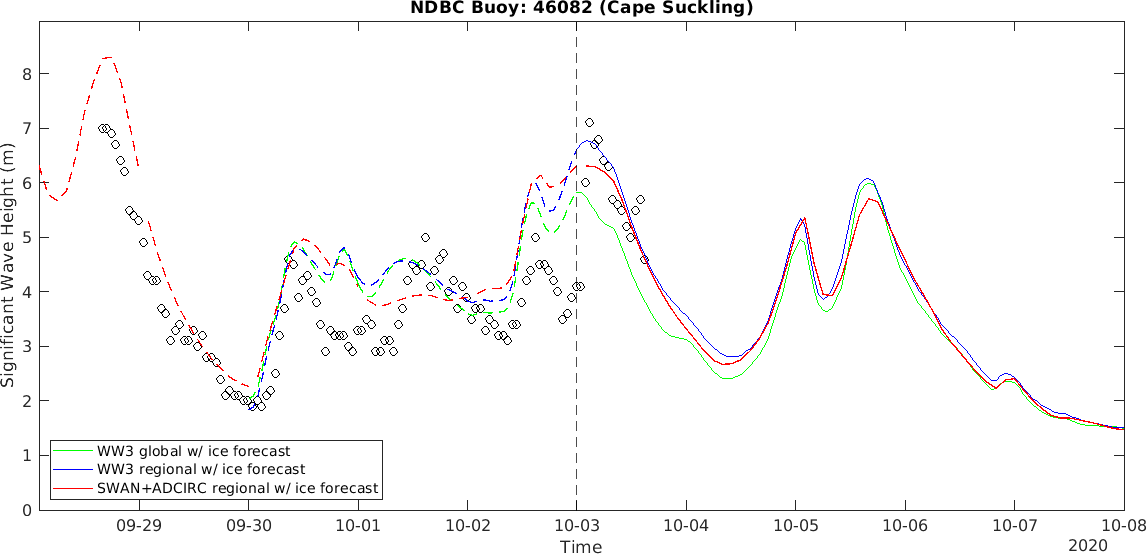 NDBC Buoy: 46082 (Cape Suckling)
Significant Wave Height (m)
8
7
6
5
4
3
2
1
0
WW3 global w/ ice forecast
WW3 regional w/ ice forecast
SWAN+ADCIRC regional w/ ice forecast
09-29 09-30 10-01 10-02 10-03 10-04 10-05 10-06 10-07 10-08
Time
2020